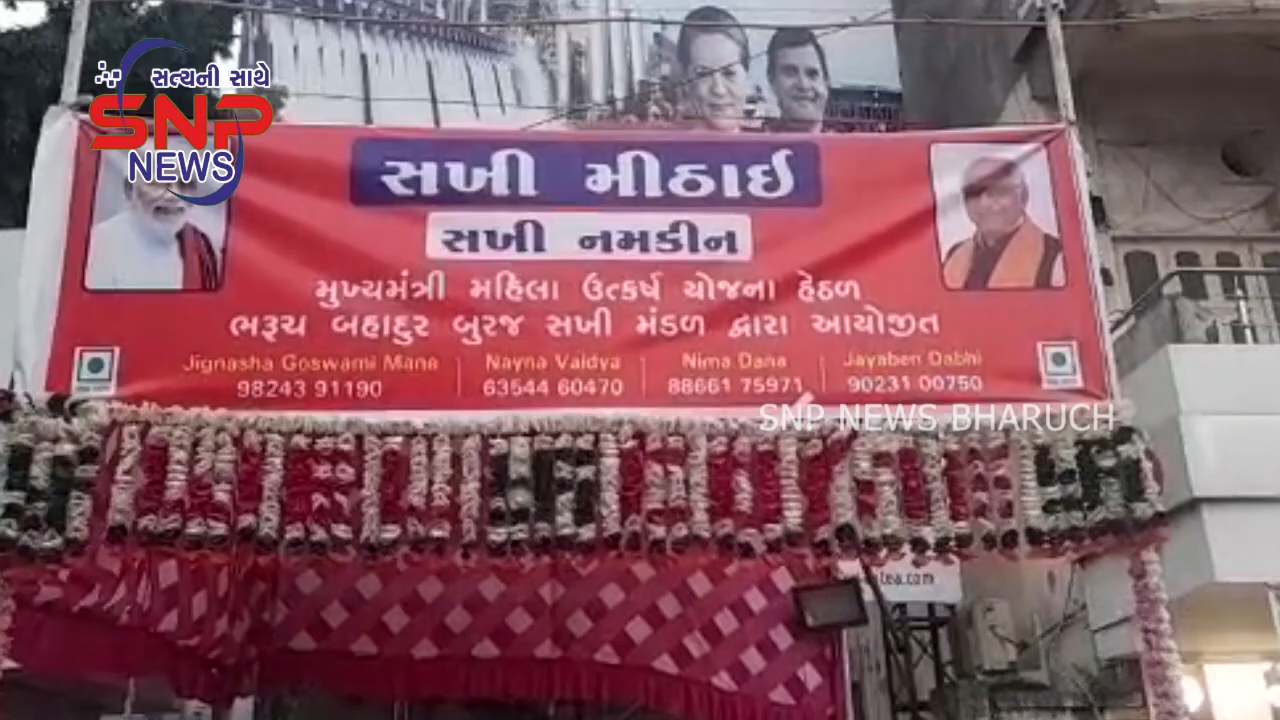 સત્યની સાથે
SNP
NEWS
સખી મીઠાઈ
સખી નમકીન
મુખ્યમંત્રી મહિલા ઉત્કર્ષ યોજના હેઠળ
ભરૂચ બહાદુર બુરજ સખી મંડળ દ્વારા આયોજીત
Jignasha Goswami Mane
98243 91190
Nayna Vaidya
63544 60470
Nima Dana
88661 75971
Jayaben Dabhi
90231 00750
SNP NEWS BHARUCH
tea.com